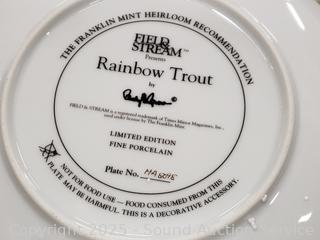 THE FRANKLIN MINT HEIRLOOM RECOMMENDATION
FIELD & STREAM™
Presents
Rainbow Trout
by
©
FIELD & STREAM is a registered trademark of Times Mirror Magazines, Inc.
used under license by The Franklin Mint.
LIMITED EDITION
FINE PORCELAIN
Plate No. HA6045
NOT FOR FOOD USE — FOOD CONSUMED FROM THIS
PLATE MAY BE HARMFUL. THIS IS A DECORATIVE ACCESSORY.
Copyright 2025 - Sound Auction Service